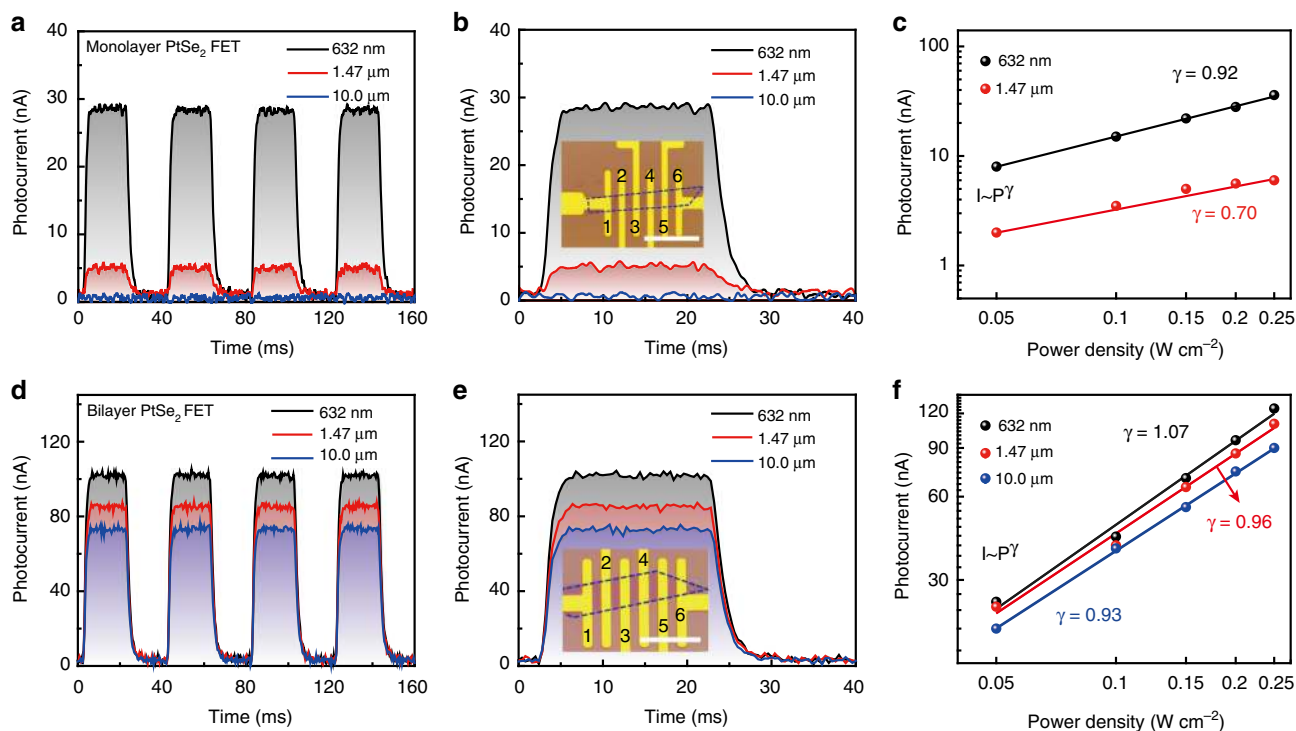 a
Monolayer PtSe₂ FET
632 nm
1.47 μm
10.0 μm
40
30
20
10
0
Photocurrent (nA)
0 40 80 120 160
Time (ms)
b
632 nm
1.47 μm
10.0 μm
40
30
20
10
0
Photocurrent (nA)
2 4 6
1 3 5
0 10 20 30 40
Time (ms)
c
632 nm
1.47 μm
γ = 0.92
I~P^γ
γ = 0.70
100
10
1
Photocurrent (nA)
0.05 0.1 0.15 0.2 0.25
Power density (W cm⁻²)
d
Bilayer PtSe₂ FET
632 nm
1.47 μm
10.0 μm
120
80
40
0
Photocurrent (nA)
0 40 80 120 160
Time (ms)
e
632 nm
1.47 μm
10.0 μm
120
80
40
0
Photocurrent (nA)
2 4
1 3 5 6
0 10 20 30 40
Time (ms)
f
632 nm
1.47 μm
10.0 μm
γ = 1.07
γ = 0.96
I~P^γ
γ = 0.93
120
90
60
30
Photocurrent (nA)
0.05 0.1 0.15 0.2 0.25
Power density (W cm⁻²)